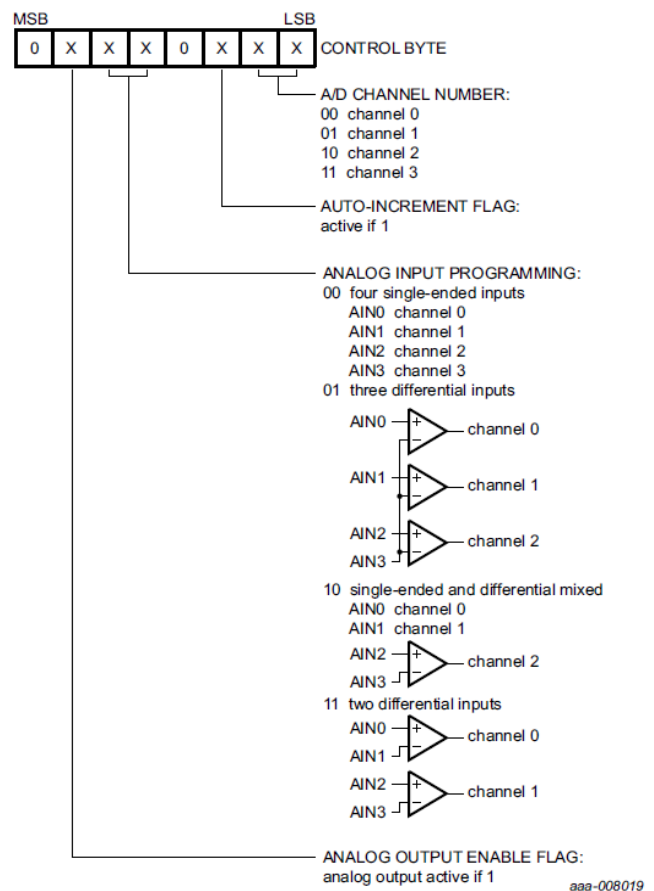 MSB LSB
0 X X X 0 X X X CONTROL BYTE
A/D CHANNEL NUMBER:
00 channel 0
01 channel 1
10 channel 2
11 channel 3
AUTO-INCREMENT FLAG:
active if 1
ANALOG INPUT PROGRAMMING:
00 four single-ended inputs
AIN0 channel 0
AIN1 channel 1
AIN2 channel 2
AIN3 channel 3
01 three differential inputs
AIN0 + − channel 0
AIN1 + − channel 1
AIN2 + − channel 2
AIN3
10 single-ended and differential mixed
AIN0 channel 0
AIN1 channel 1
AIN2 + − channel 2
AIN3
11 two differential inputs
AIN0 + − channel 0
AIN1
AIN2 + − channel 1
AIN3
ANALOG OUTPUT ENABLE FLAG:
analog output active if 1
aaa-008019